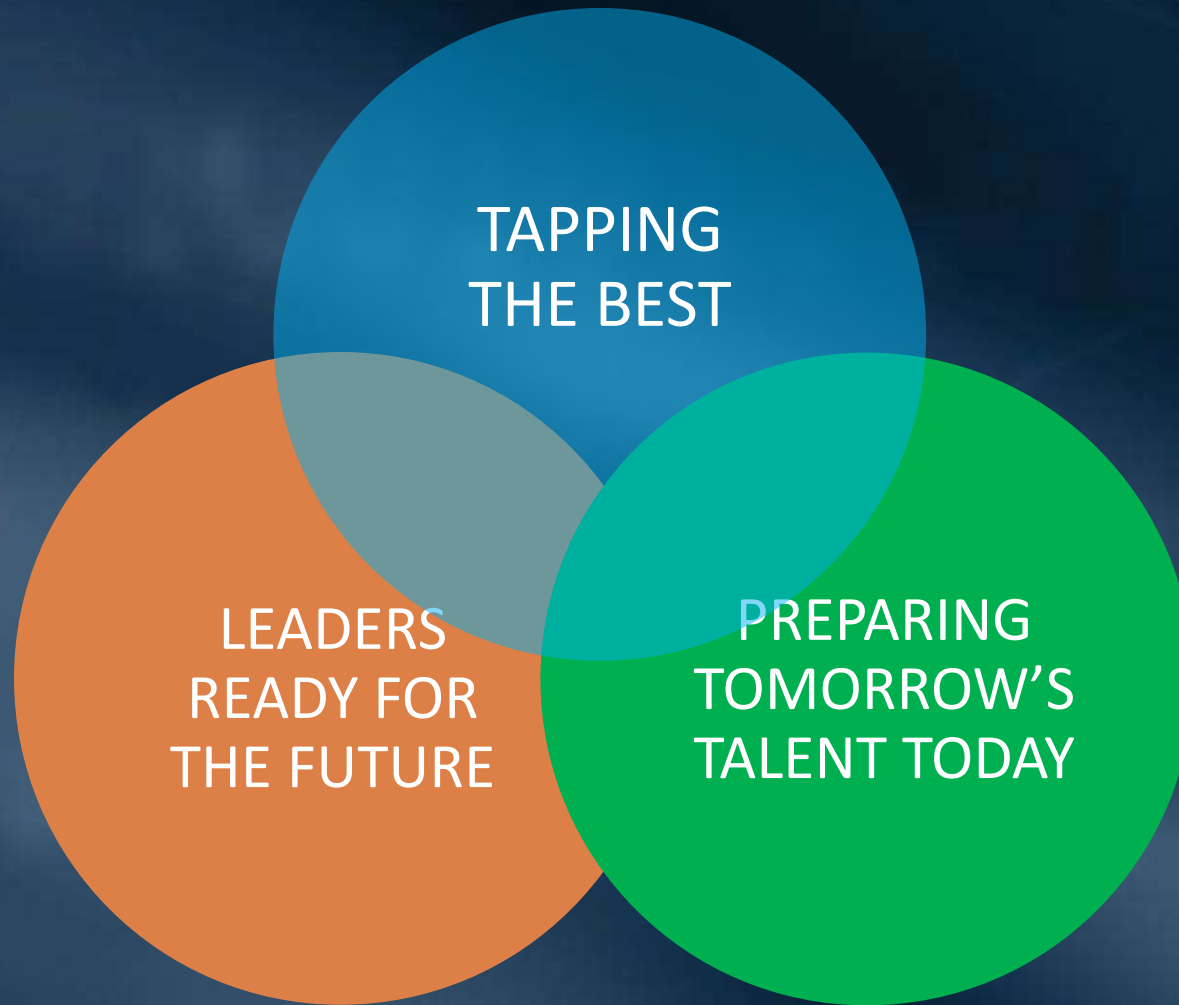 TAPPING
THE BEST
LEADERS
READY FOR
THE FUTURE
PREPARING
TOMORROW’S
TALENT TODAY